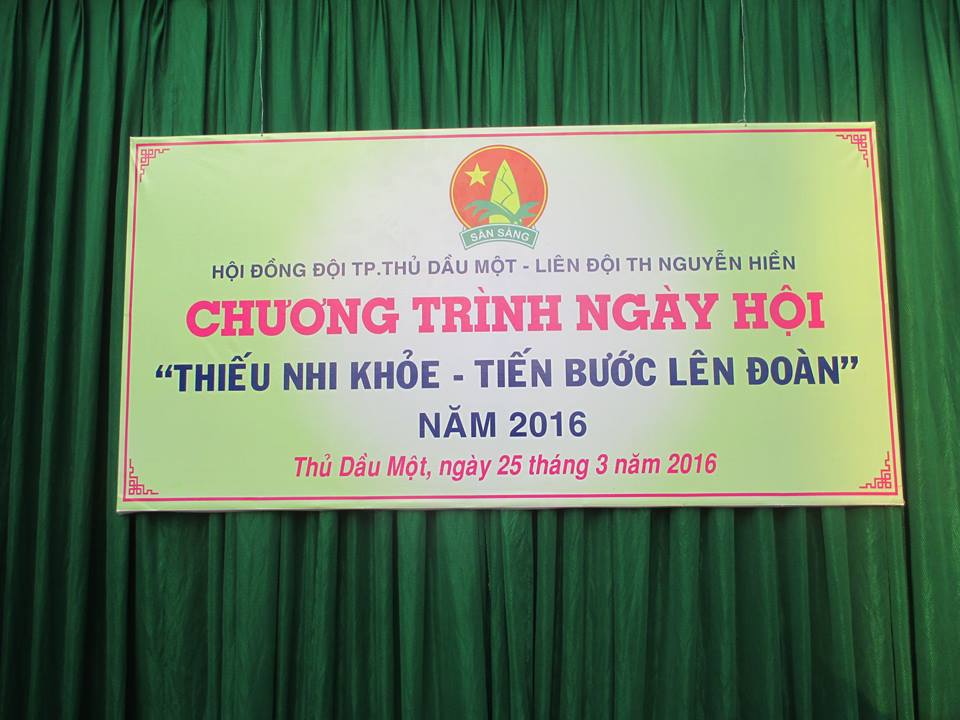 SẴN SÀNG
HỘI ĐỒNG ĐỘI TP.THỦ DẦU MỘT - LIÊN ĐỘI TH NGUYỄN HIỀN
CHƯƠNG TRÌNH NGÀY HỘI
“THIẾU NHI KHỎE - TIẾN BƯỚC LÊN ĐOÀN”
NĂM 2016
Thủ Dầu Một, ngày 25 tháng 3 năm 2016